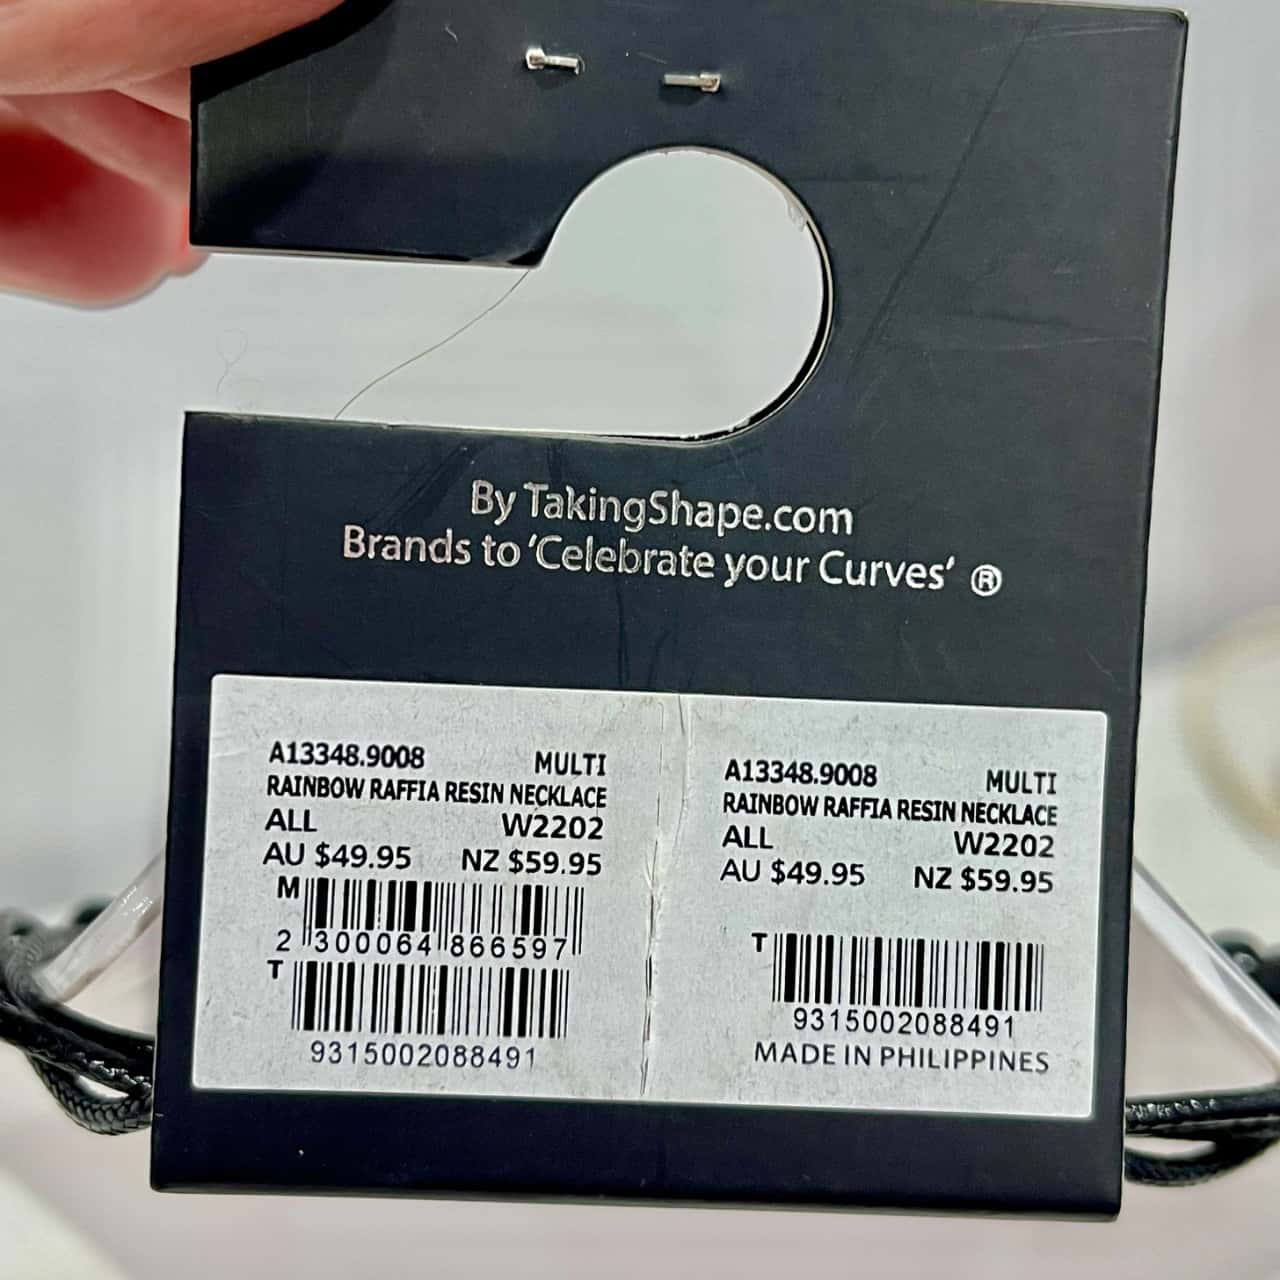 By TakingShape.com
Brands to 'Celebrate your Curves' ®
A13348.9008 MULTI
RAINBOW RAFFIA RESIN NECKLACE
ALL W2202
AU $49.95 NZ $59.95
M
2 300064 866597
T
9315002088491
A13348.9008 MULTI
RAINBOW RAFFIA RESIN NECKLACE
ALL W2202
AU $49.95 NZ $59.95
T
9315002088491
MADE IN PHILIPPINES